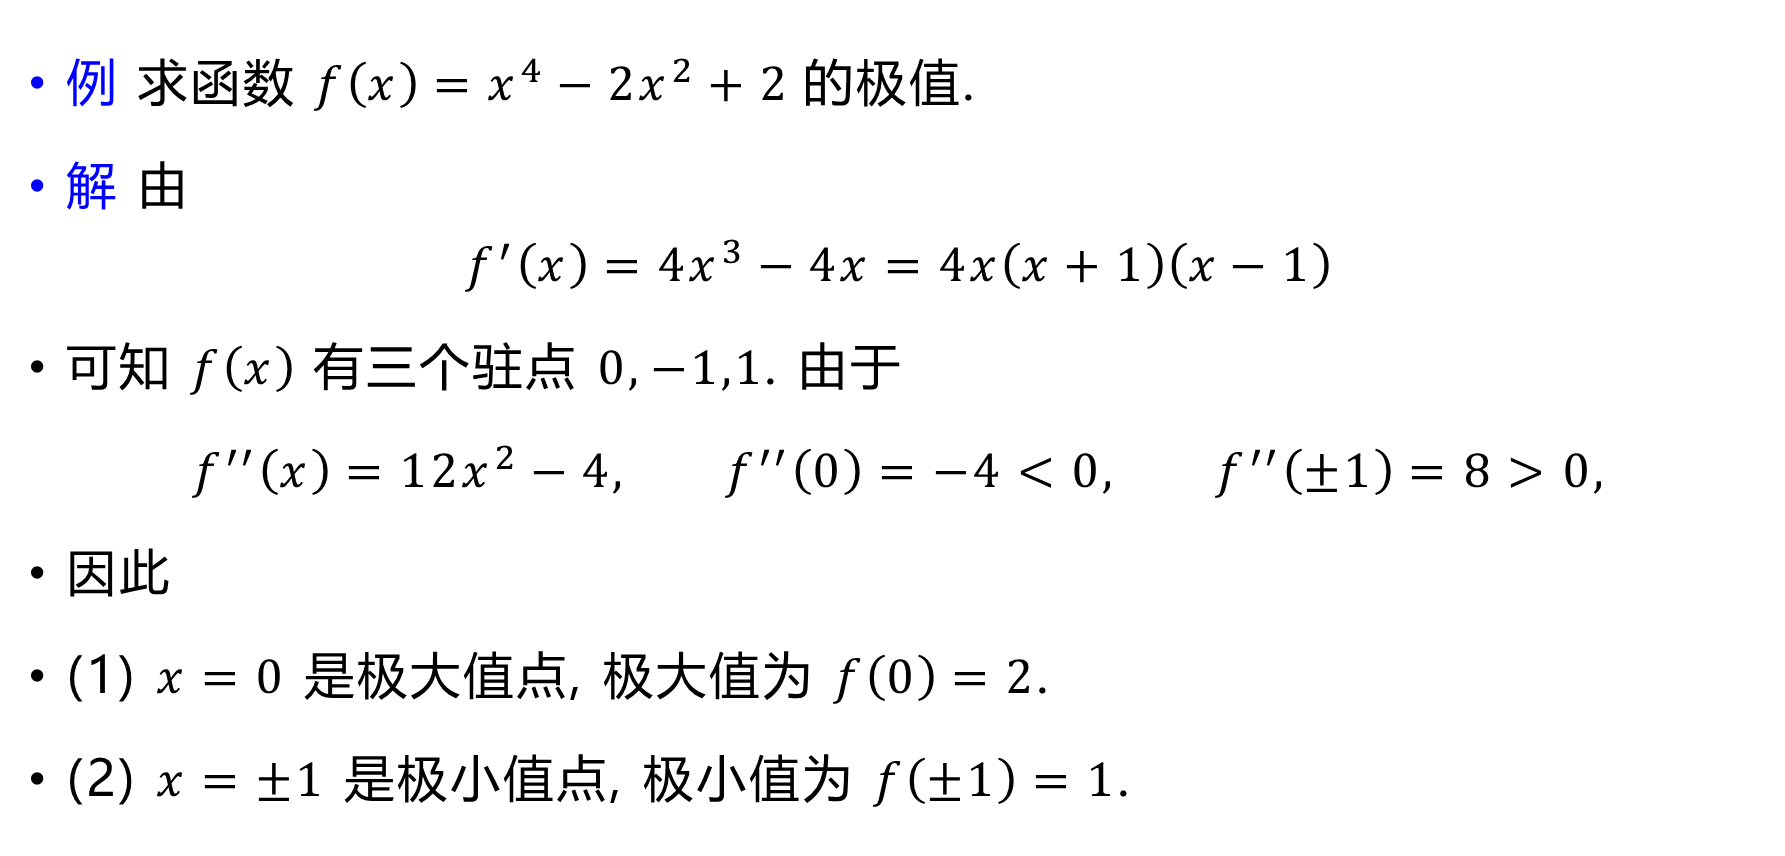 • 例 求函数 f(x) = x⁴ − 2x² + 2 的极值.
• 解 由
f′(x) = 4x³ − 4x = 4x(x + 1)(x − 1)
• 可知 f(x) 有三个驻点 0, −1,1. 由于
f′′(x) = 12x² − 4, f′′(0) = −4 < 0, f′′(±1) = 8 > 0,
• 因此
• (1) x = 0 是极大值点, 极大值为 f(0) = 2.
• (2) x = ±1 是极小值点, 极小值为 f(±1) = 1.